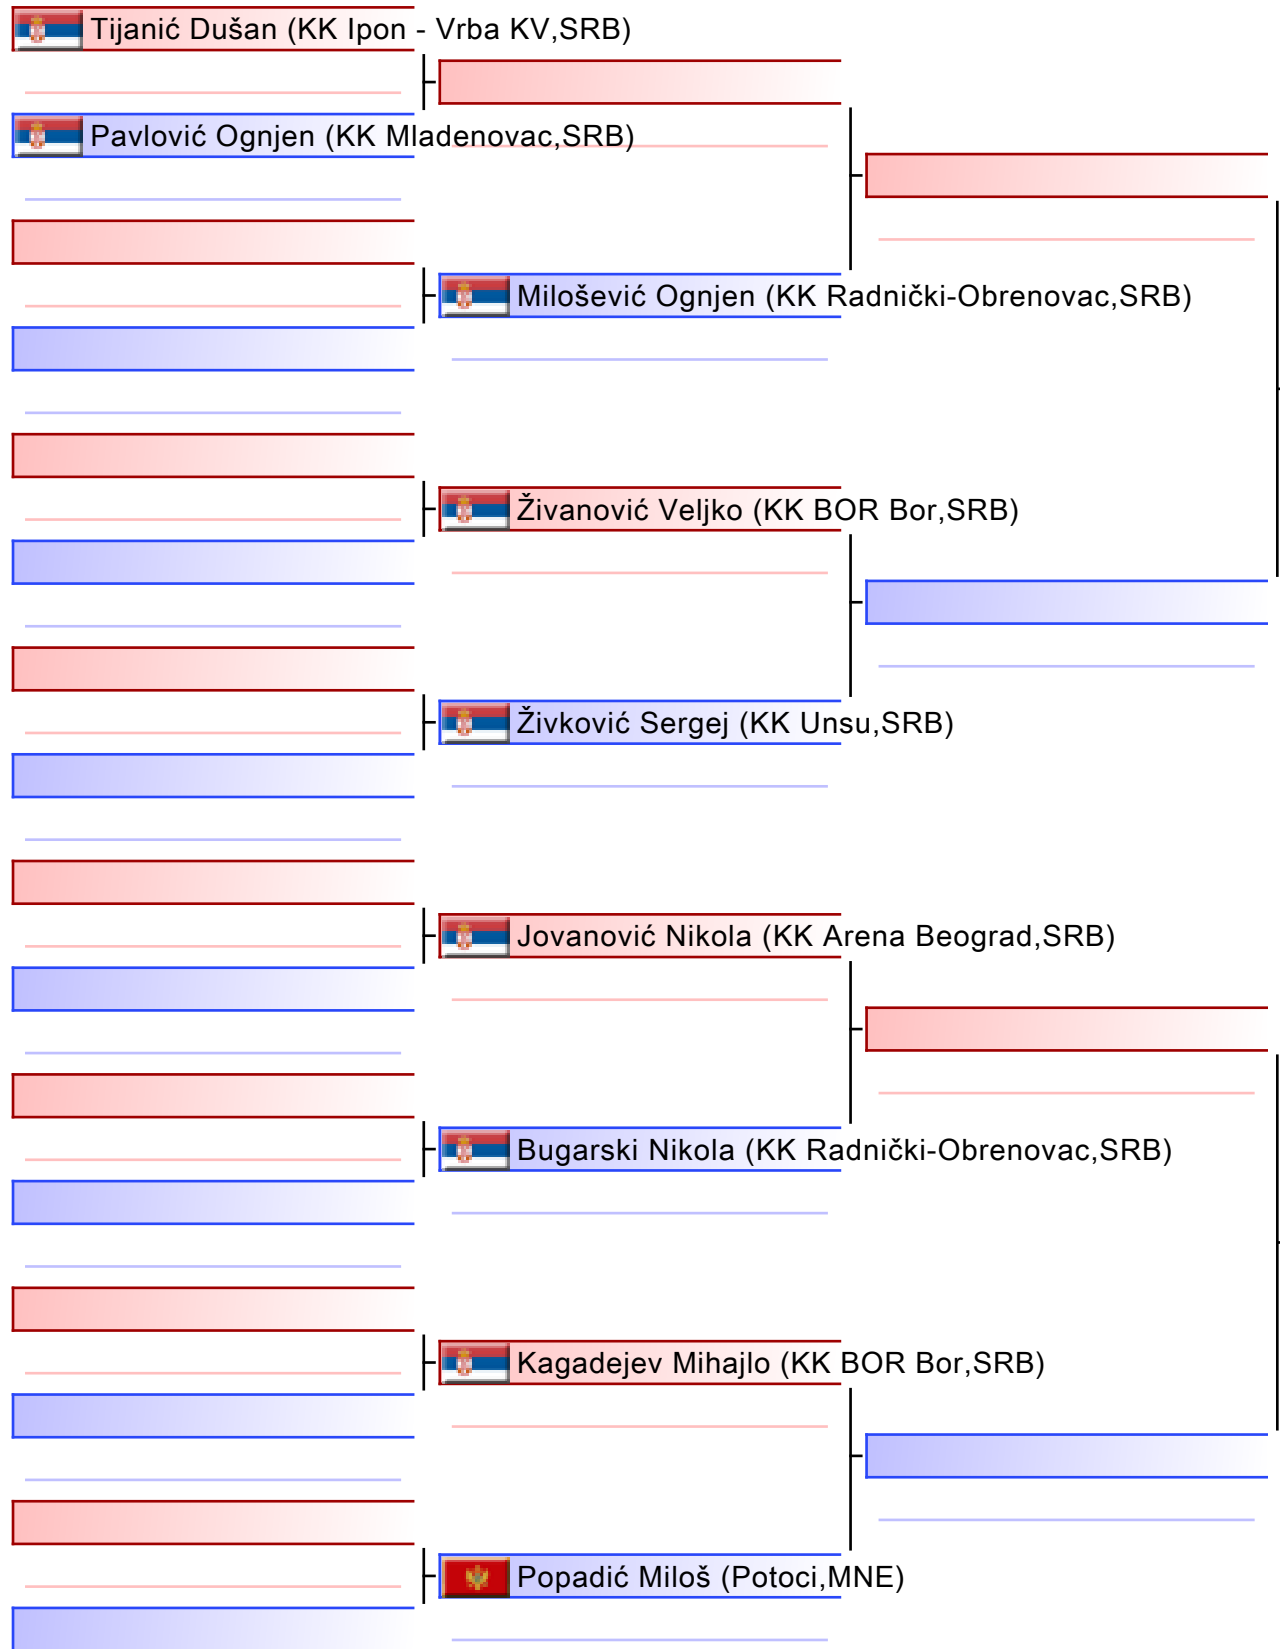 Tijanić Dušan (KK Ipon - Vrba KV,SRB)
Pavlović Ognjen (KK Mladenovac,SRB)
Milošević Ognjen (KK Radnički-Obrenovac,SRB)
Živanović Veljko (KK BOR Bor,SRB)
Živković Sergej (KK Unsu,SRB)
Jovanović Nikola (KK Arena Beograd,SRB)
Bugarski Nikola (KK Radnički-Obrenovac,SRB)
Kagadejev Mihajlo (KK BOR Bor,SRB)
Popadić Miloš (Potoci,MNE)